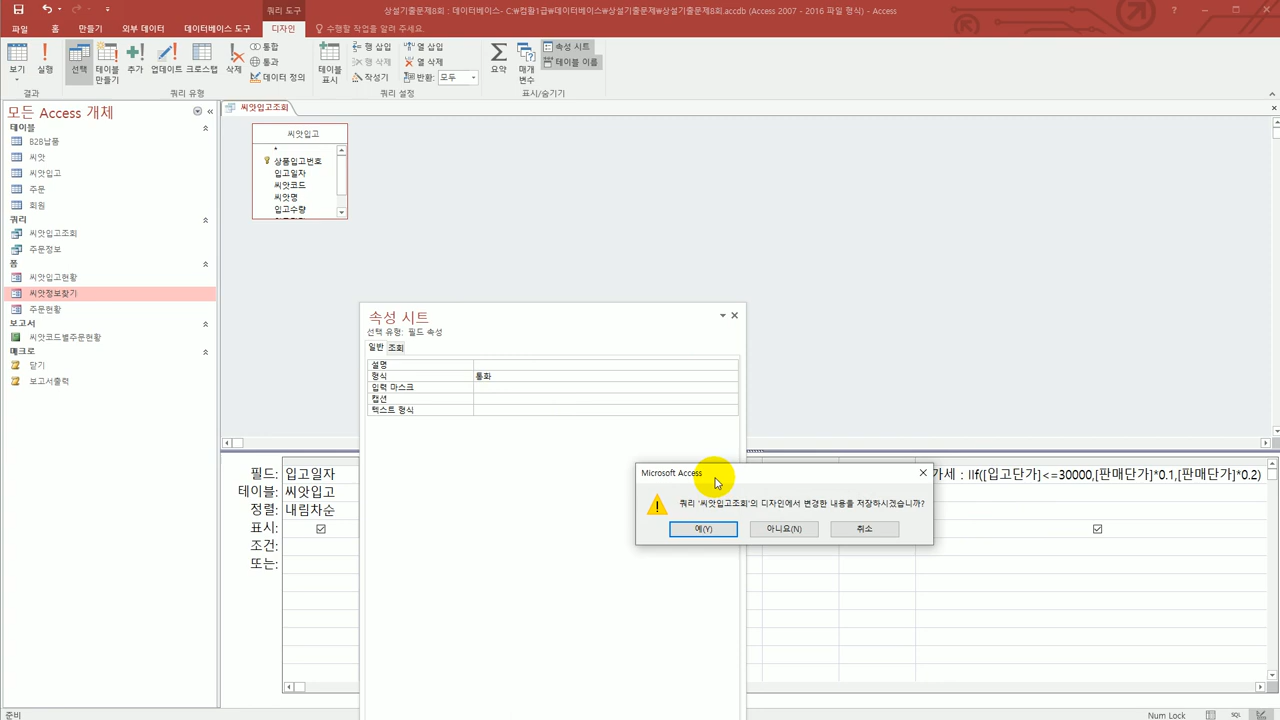 쿼리 도구
상설기출문제8회 : 데이터베이스- C:￦컴활1급￦데이터베이스￦상설기출문제￦상설기출문제8회.accdb (Access 2007 - 2016 파일 형식) - Access
파일 홈 만들기 외부 데이터 데이터베이스 도구 디자인 수행할 작업을 알려 주세요.
보기 실행 선택 테이블 만들기 추가 업데이트 크로스탭 삭제 통합 통과 데이터 정의 테이블 표시 행 삽입 행 삭제 작성기 열 삽입 열 삭제 반환: 모두 요약 매개 변수 속성 시트 테이블 이름
결과 쿼리 유형 쿼리 설정 표시/숨기기
모든 Access 개체
테이블
B2B납품
씨앗
씨앗입고
주문
회원
쿼리
씨앗입고조회
주문정보
폼
씨앗입고현황
씨앗정보찾기
주문현황
보고서
씨앗코드별주문현황
매크로
닫기
보고서출력
씨앗입고조회
씨앗입고
*
상품입고번호
입고일자
씨앗코드
씨앗명
입고수량
속성 시트
선택 유형: 필드 속성
일반 조회
설명
형식 통화
입력 마스크
캡션
텍스트 형식
Microsoft Access
쿼리 '씨앗입고조회'의 디자인에서 변경한 내용을 저장하시겠습니까?
예(Y) 아니요(N) 취소
필드: 입고일자 가세 : IIf([입고단가]<=30000,[판매단가]*0.1,[판매단가]*0.2)
테이블: 씨앗입고
정렬: 내림차순
표시:
조건:
또는:
준비 Num Lock SQL